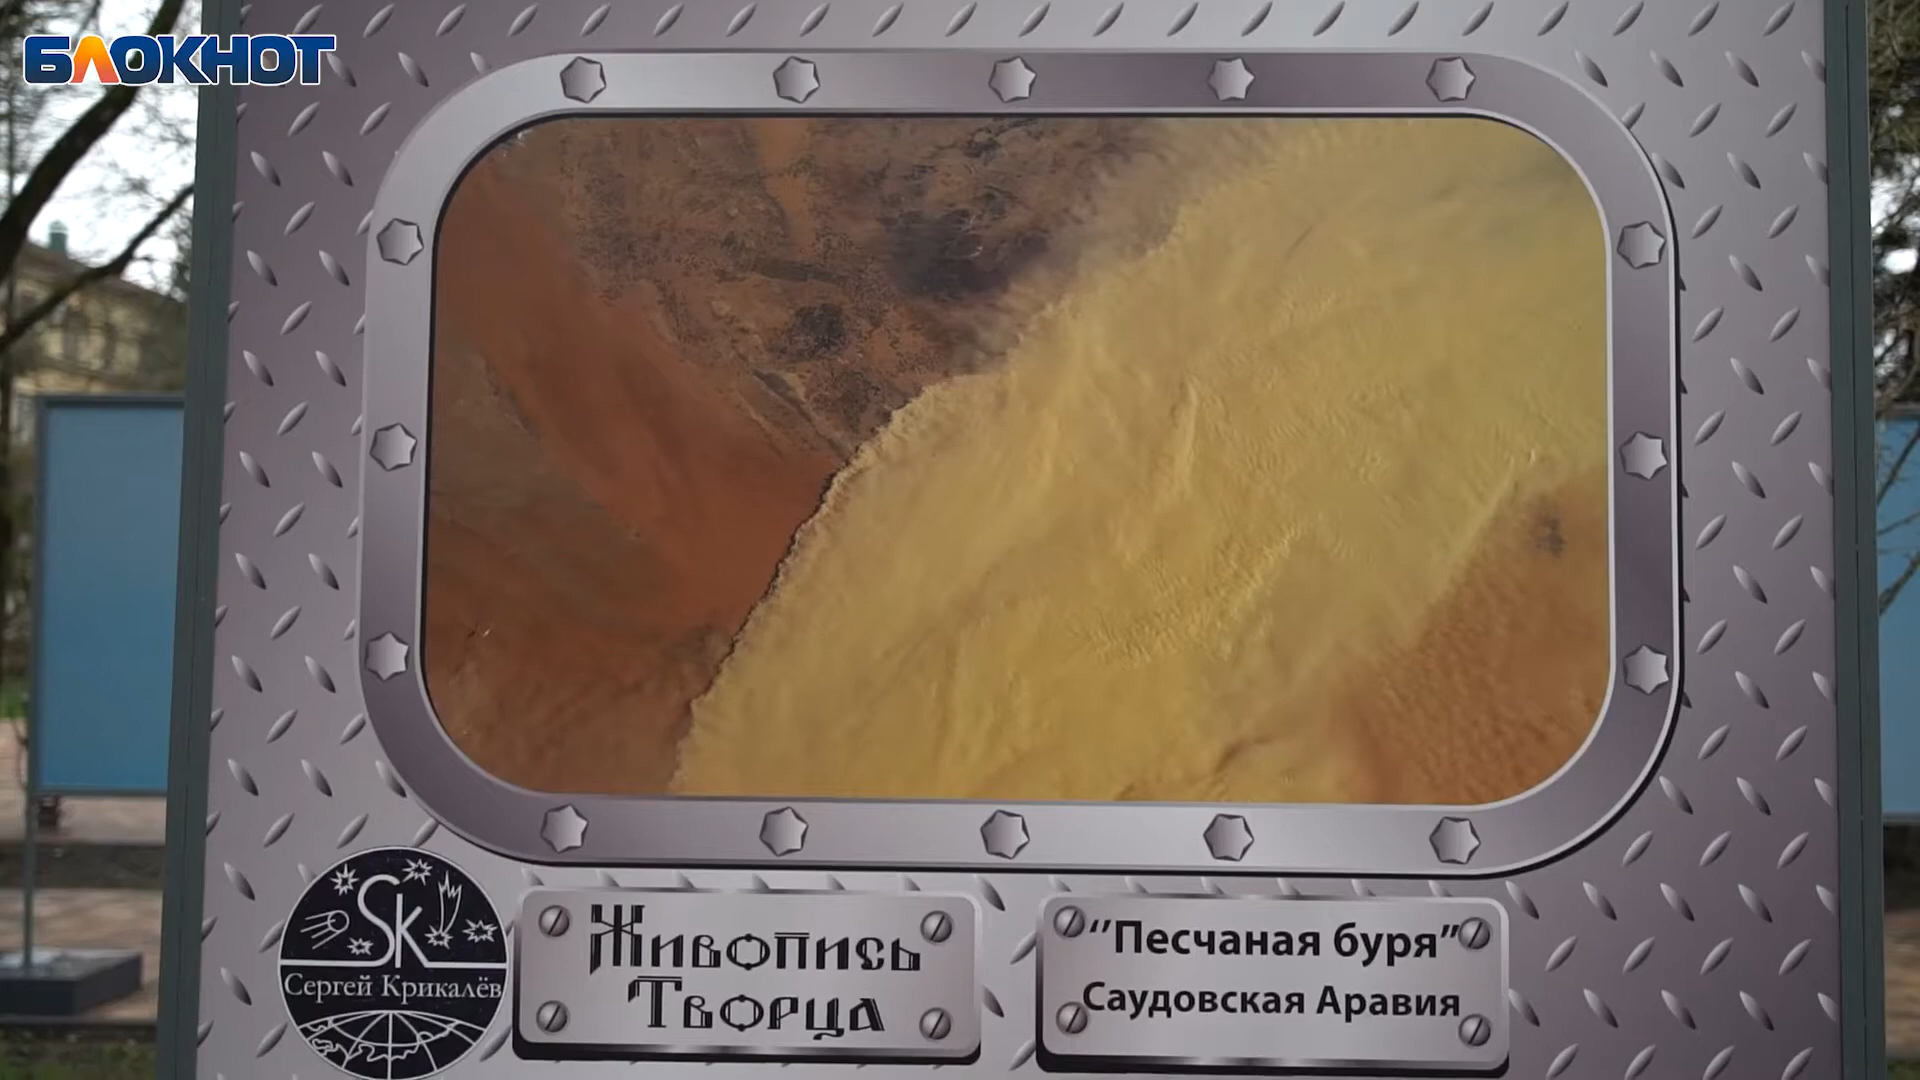 БЛОКНОТ
SK
Сергей Крикалёв
Живопись
Творца
‘‘Песчаная буря”
Саудовская Аравия